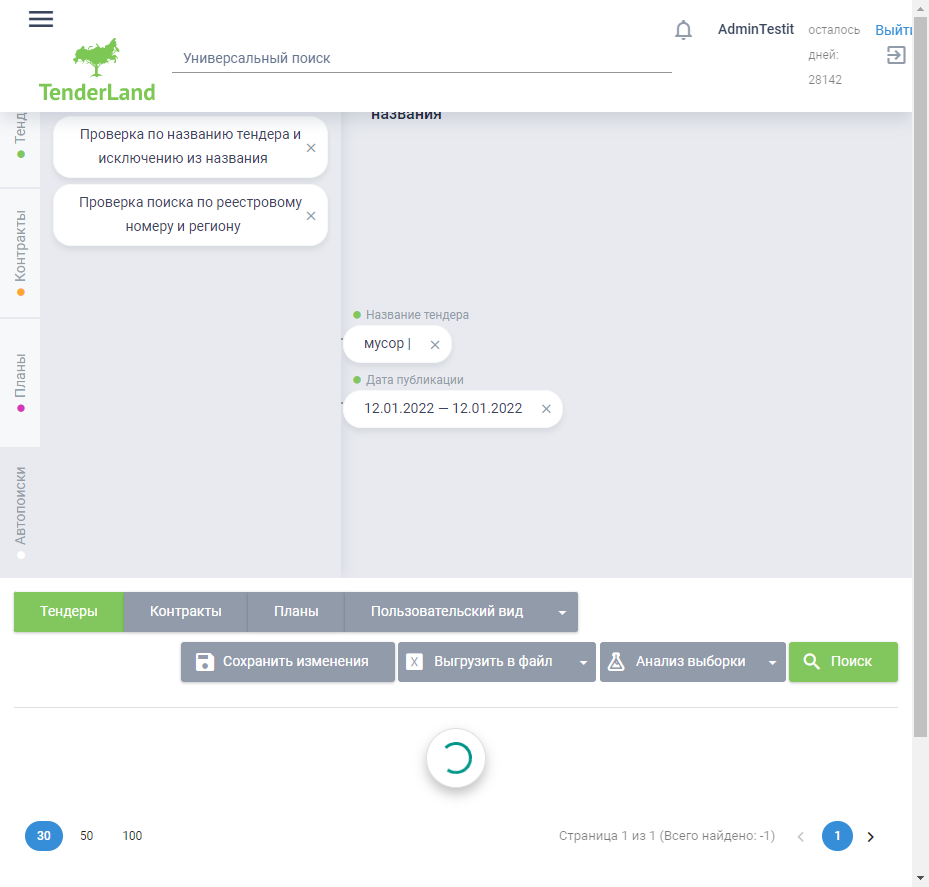 Универсальный поиск
AdminTestit
осталось
дней:
28142
Выйти
TenderLand
названия
Тенд
Проверка по названию тендера и
исключению из названия
Проверка поиска по реестровому
номеру и региону
Контракты
Планы
Автопоиски
Название тендера
мусор |
Дата публикации
12.01.2022 — 12.01.2022
Тендеры
Контракты
Планы
Пользовательский вид
Сохранить изменения
X
Выгрузить в файл
Анализ выборки
Поиск
30
50
100
Страница 1 из 1 (Всего найдено: -1)
1